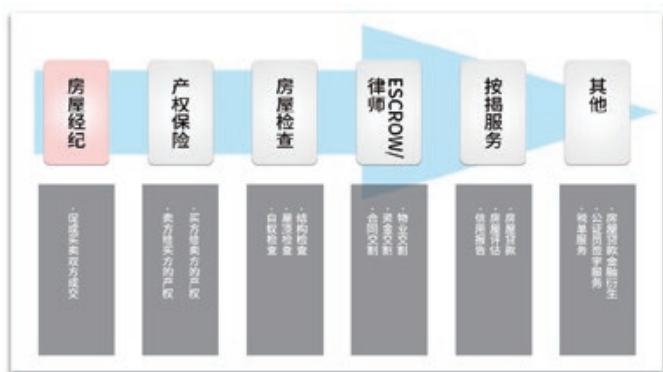 房屋经纪
产权保险
房屋检查
ESCROW/
律师
按揭服务
其他
·促成买卖双方成交
·买方给卖方的产权
·卖方给买方的产权
·结构检查
·屋顶检查
·白蚁检查
·物业交割
·资金交割
·合同交割
·房屋贷款
·房屋评估
·信用报告
·房屋贷款金融衍生
·公证员签字服务
·税单服务